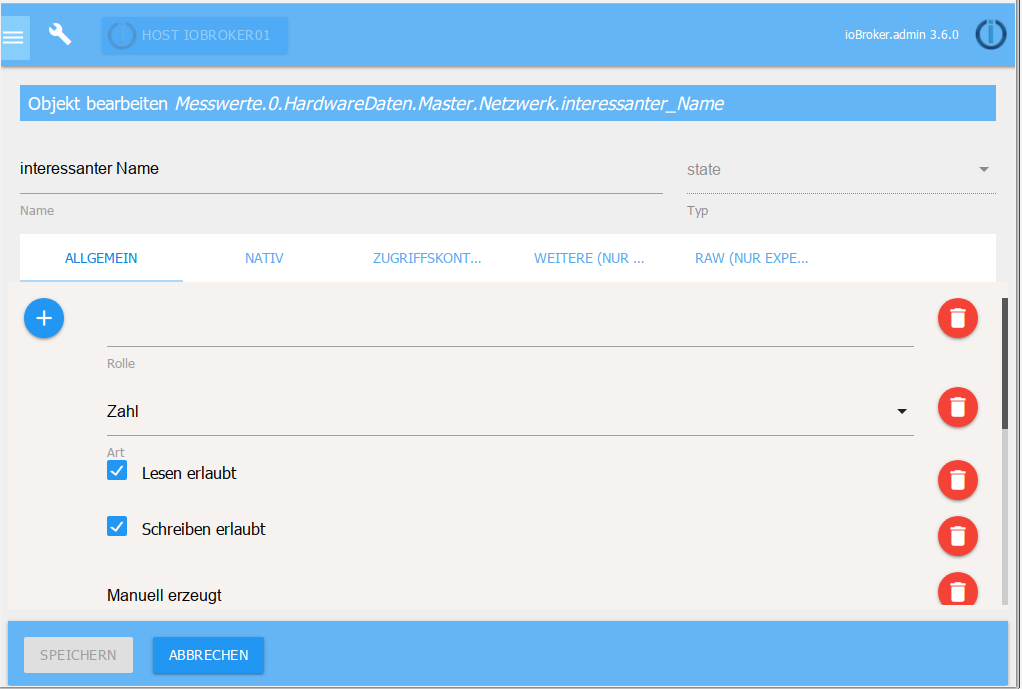 HOST IOBROKER01
ioBroker.admin 3.6.0
Objekt bearbeiten Messwerte.0.HardwareDaten.Master.Netzwerk.interessanter_Name
interessanter Name
state
Name
Typ
ALLGEMEIN NATIV ZUGRIFFSKONT... WEITERE (NUR ... RAW (NUR EXPE...
Rolle
Zahl
Art
Lesen erlaubt
Schreiben erlaubt
Manuell erzeugt
SPEICHERN ABBRECHEN